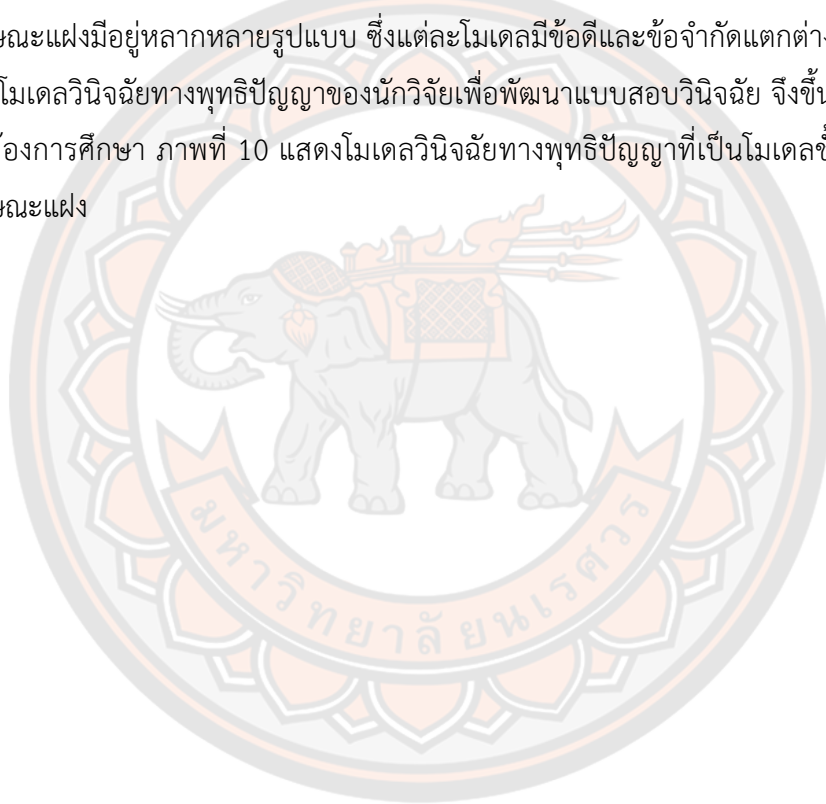 ษณะแฝงมีอยู่หลากหลายรูปแบบ ซึ่งแต่ละโมเดลมีข้อดีและข้อจำกัดแตกต่าง
โมเดลวินิจฉัยทางพุทธิปัญญาของนักวิจัยเพื่อพัฒนาแบบสอบวินิจฉัย จึงขึ้น
้องการศึกษา ภาพที่ 10 แสดงโมเดลวินิจฉัยทางพุทธิปัญญาที่เป็นโมเดลขั้
ษณะแฝง
มหาวิทยาลัยนเรศวร